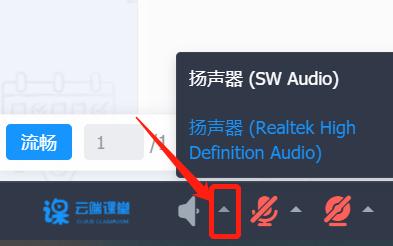 扬声器 (SW Audio)
扬声器 (Realtek High
Definition Audio)
流畅 1 /1
云端课堂